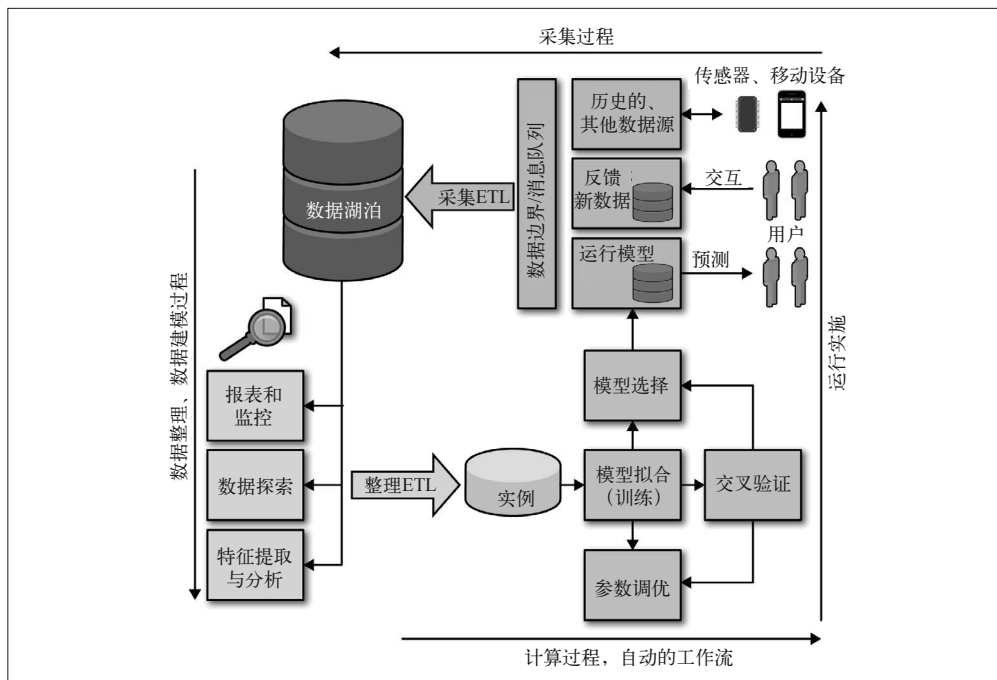 采集过程
传感器、移动设备
历史的、
其他数据源
数据边界/消息队列
采集ETL
数据湖泊
反馈
新数据
交互
用户
运行模型
预测
数据整理、数据建模过程
运行实施
报表和
监控
模型选择
数据探索
整理ETL
实例
模型拟合
（训练）
交叉验证
特征提取
与分析
参数调优
计算过程，自动的工作流